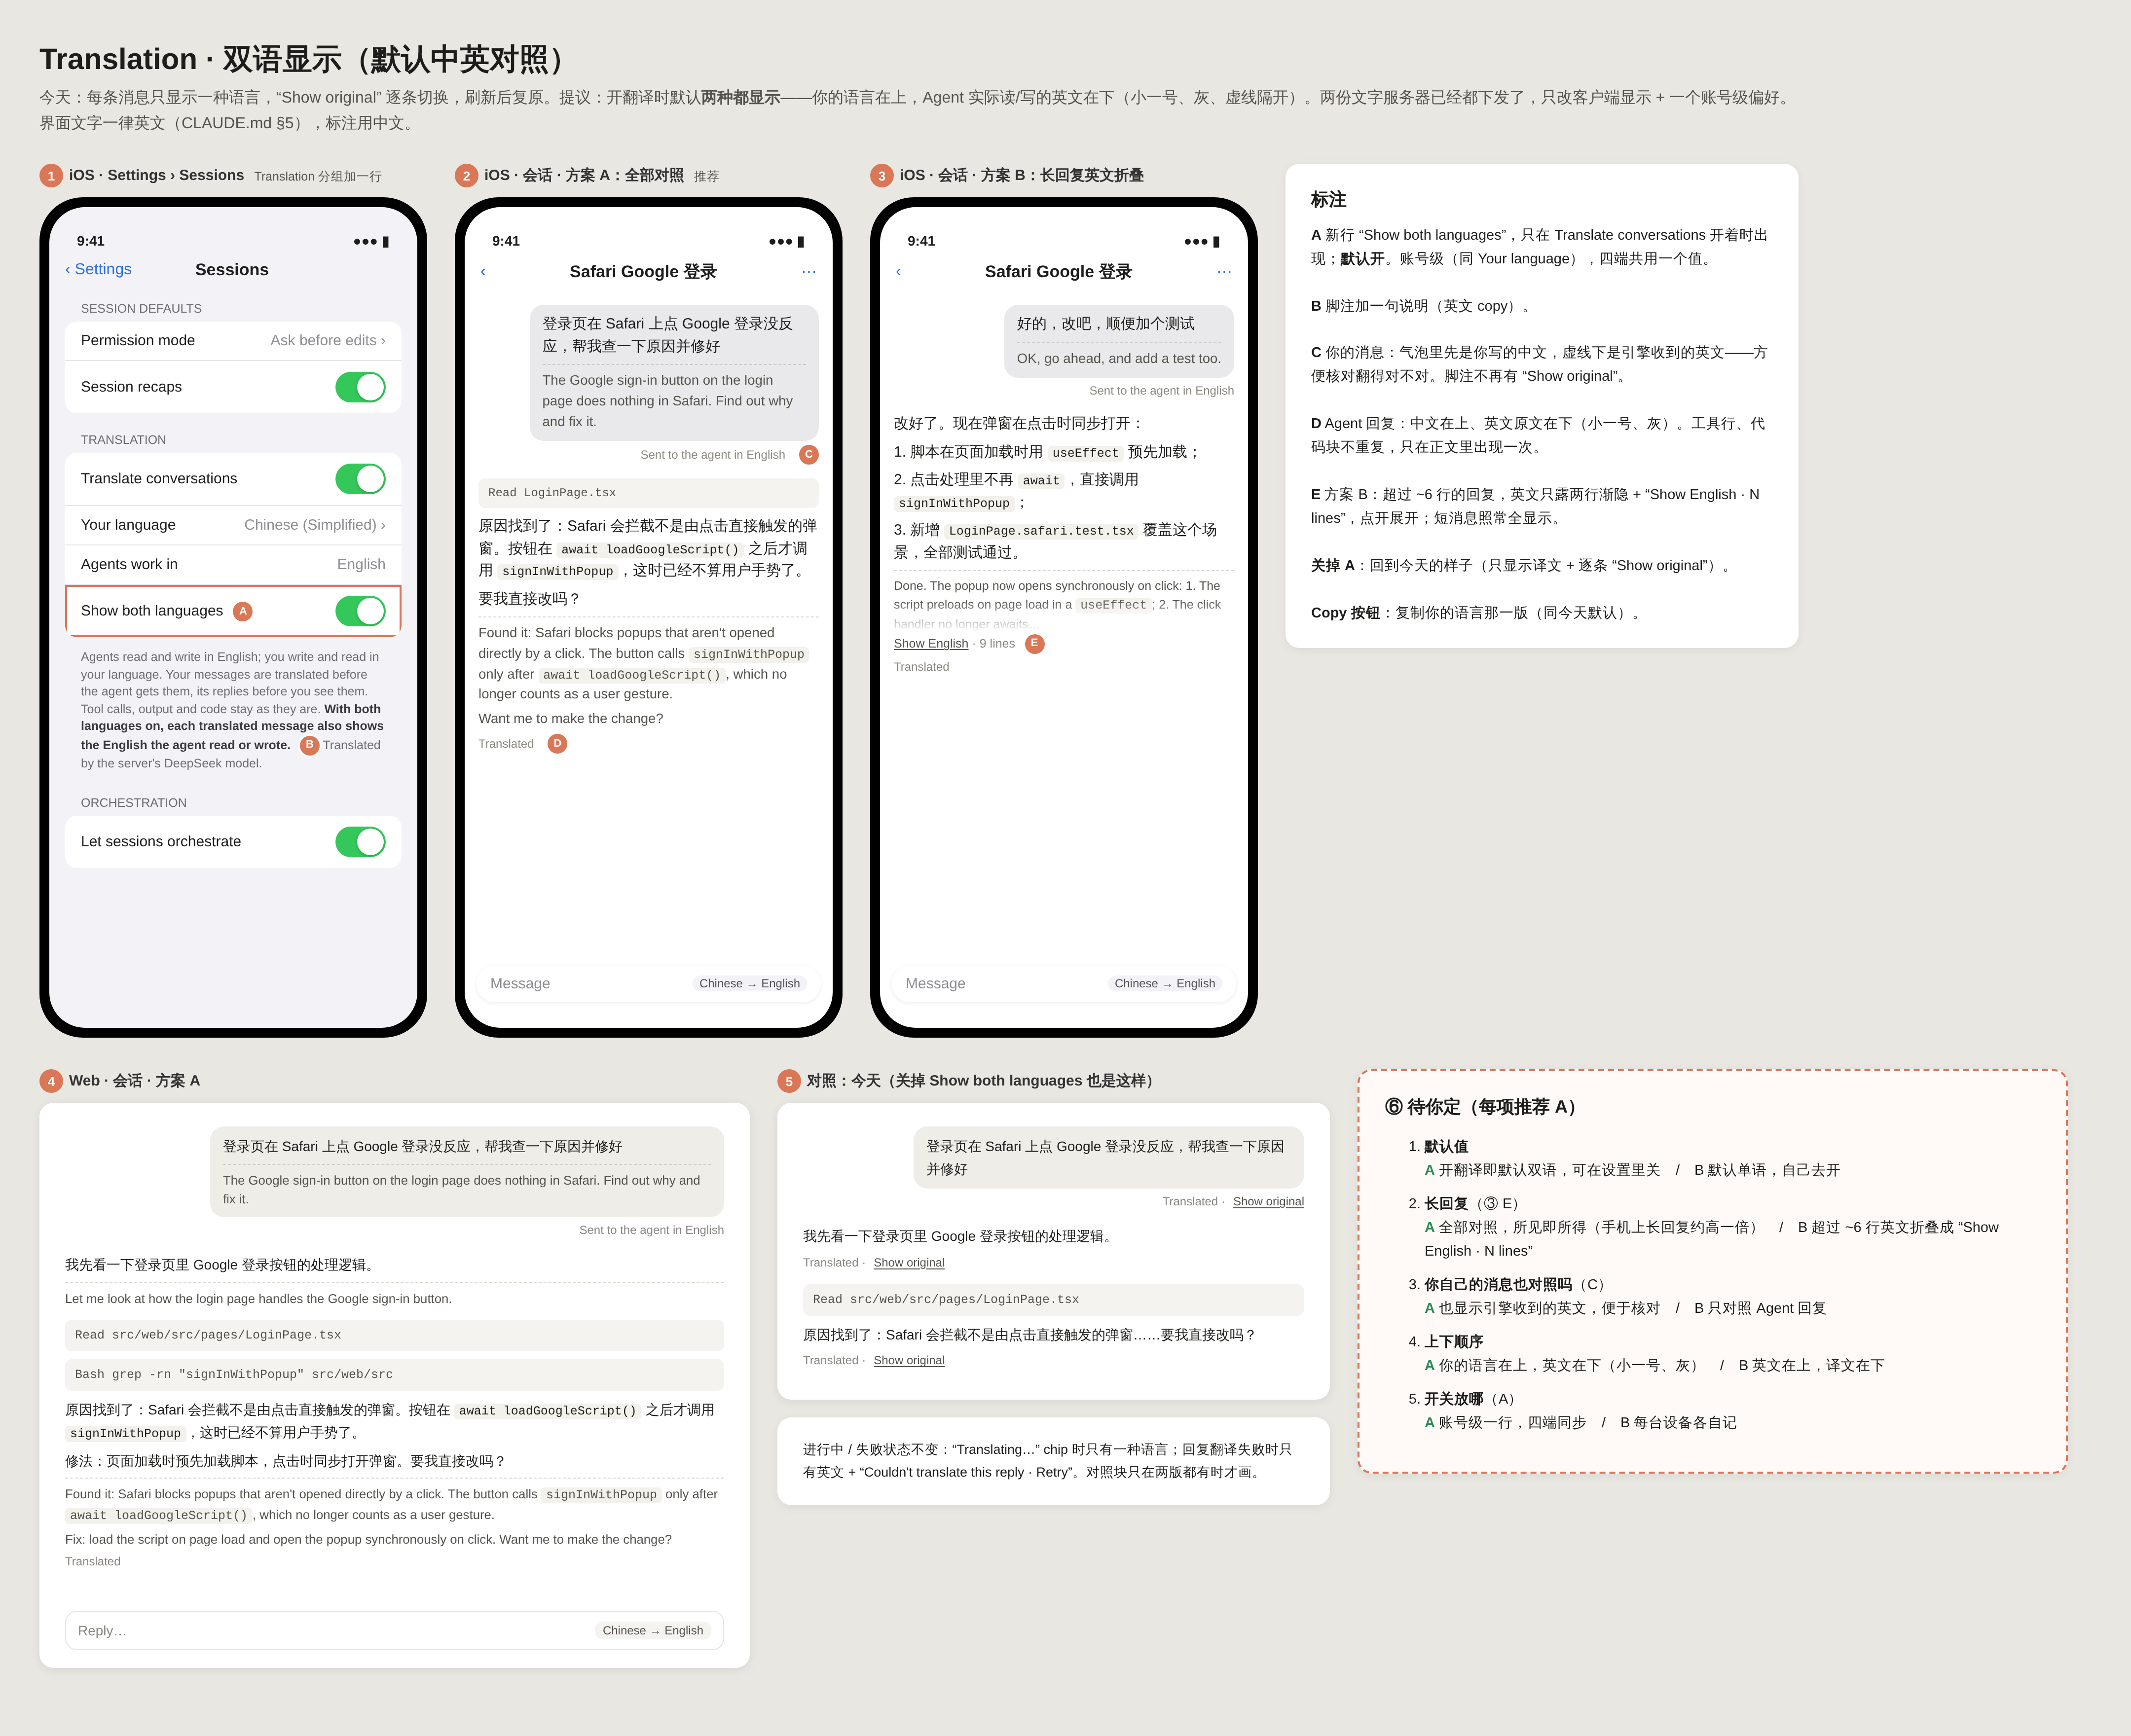 Translation · 双语显示（默认中英对照）
今天：每条消息只显示一种语言，“Show original” 逐条切换，刷新后复原。提议：开翻译时默认两种都显示——你的语言在上，Agent 实际读/写的英文在下（小一号、灰、虚线隔开）。两份文字服务器已经都下发了，只改客户端显示 + 一个账号级偏好。
界面文字一律英文（CLAUDE.md §5），标注用中文。
1 iOS · Settings › Sessions Translation 分组加一行
9:41
‹ Settings Sessions
SESSION DEFAULTS
Permission mode Ask before edits ›
Session recaps
TRANSLATION
Translate conversations
Your language Chinese (Simplified) ›
Agents work in English
Show both languages A
Agents read and write in English; you write and read in
your language. Your messages are translated before
the agent gets them, its replies before you see them.
Tool calls, output and code stay as they are. With both
languages on, each translated message also shows
the English the agent read or wrote. B Translated
by the server's DeepSeek model.
ORCHESTRATION
Let sessions orchestrate
2 iOS · 会话 · 方案 A：全部对照 推荐
9:41
‹ Safari Google 登录 ···
登录页在 Safari 上点 Google 登录没反
应，帮我查一下原因并修好
The Google sign-in button on the login
page does nothing in Safari. Find out why
and fix it.
Sent to the agent in English C
Read LoginPage.tsx
原因找到了：Safari 会拦截不是由点击直接触发的弹
窗。按钮在 await loadGoogleScript() 之后才调
用 signInWithPopup，这时已经不算用户手势了。
要我直接改吗？
Found it: Safari blocks popups that aren't opened
directly by a click. The button calls signInWithPopup
only after await loadGoogleScript(), which no
longer counts as a user gesture.
Want me to make the change?
Translated D
Message Chinese → English
3 iOS · 会话 · 方案 B：长回复英文折叠
9:41
‹ Safari Google 登录 ···
好的，改吧，顺便加个测试
OK, go ahead, and add a test too.
Sent to the agent in English
改好了。现在弹窗在点击时同步打开：
1. 脚本在页面加载时用 useEffect 预先加载；
2. 点击处理里不再 await，直接调用
signInWithPopup；
3. 新增 LoginPage.safari.test.tsx 覆盖这个场
景，全部测试通过。
Done. The popup now opens synchronously on click: 1. The
script preloads on page load in a useEffect; 2. The click
handler no longer awaits…
Show English · 9 lines E
Translated
Message Chinese → English
标注
A 新行 “Show both languages”，只在 Translate conversations 开着时出
现；默认开。账号级（同 Your language），四端共用一个值。
B 脚注加一句说明（英文 copy）。
C 你的消息：气泡里先是你写的中文，虚线下是引擎收到的英文——方
便核对翻得对不对。脚注不再有 “Show original”。
D Agent 回复：中文在上、英文原文在下（小一号、灰）。工具行、代
码块不重复，只在正文里出现一次。
E 方案 B：超过 ~6 行的回复，英文只露两行渐隐 + “Show English · N
lines”，点开展开；短消息照常全显示。
关掉 A：回到今天的样子（只显示译文 + 逐条 “Show original”）。
Copy 按钮：复制你的语言那一版（同今天默认）。
4 Web · 会话 · 方案 A
登录页在 Safari 上点 Google 登录没反应，帮我查一下原因并修好
The Google sign-in button on the login page does nothing in Safari. Find out why and
fix it.
Sent to the agent in English
我先看一下登录页里 Google 登录按钮的处理逻辑。
Let me look at how the login page handles the Google sign-in button.
Read src/web/src/pages/LoginPage.tsx
Bash grep -rn "signInWithPopup" src/web/src
原因找到了：Safari 会拦截不是由点击直接触发的弹窗。按钮在 await loadGoogleScript() 之后才调用
signInWithPopup，这时已经不算用户手势了。
修法：页面加载时预先加载脚本，点击时同步打开弹窗。要我直接改吗？
Found it: Safari blocks popups that aren't opened directly by a click. The button calls signInWithPopup only after
await loadGoogleScript(), which no longer counts as a user gesture.
Fix: load the script on page load and open the popup synchronously on click. Want me to make the change?
Translated
Reply… Chinese → English
5 对照：今天（关掉 Show both languages 也是这样）
登录页在 Safari 上点 Google 登录没反应，帮我查一下原因
并修好
Translated · Show original
我先看一下登录页里 Google 登录按钮的处理逻辑。
Translated · Show original
Read src/web/src/pages/LoginPage.tsx
原因找到了：Safari 会拦截不是由点击直接触发的弹窗……要我直接改吗？
Translated · Show original
进行中 / 失败状态不变：“Translating…” chip 时只有一种语言；回复翻译失败时只
有英文 + “Couldn't translate this reply · Retry”。对照块只在两版都有时才画。
⑥ 待你定（每项推荐 A）
1. 默认值
A 开翻译即默认双语，可在设置里关 / B 默认单语，自己去开
2. 长回复（③ E）
A 全部对照，所见即所得（手机上长回复约高一倍） / B 超过 ~6 行英文折叠成 “Show
English · N lines”
3. 你自己的消息也对照吗（C）
A 也显示引擎收到的英文，便于核对 / B 只对照 Agent 回复
4. 上下顺序
A 你的语言在上，英文在下（小一号、灰） / B 英文在上，译文在下
5. 开关放哪（A）
A 账号级一行，四端同步 / B 每台设备各自记